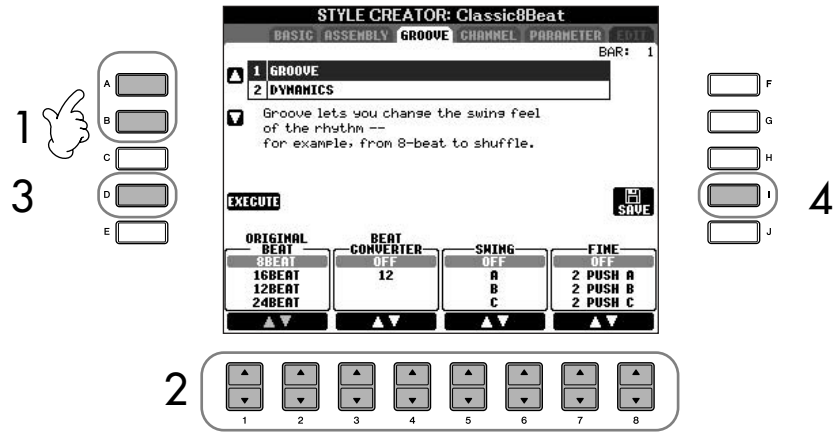 STYLE CREATOR: Classic8Beat
BASIC ASSEMBLY GROOVE CHANNEL PARAMETER EDIT
BAR: 1
1 GROOVE
2 DYNAMICS
Groove lets you change the swing feel
of the rhythm --
for example, from 8-beat to shuffle.
EXECUTE
SAVE
ORIGINAL BEAT
BEAT CONVERTER
SWING
FINE
8BEAT OFF OFF OFF
16BEAT 12 A 2 PUSH A
12BEAT B 2 PUSH B
24BEAT C 2 PUSH C
1
A
B
C
3
D
E
F
G
H
I
4
J
2
1 2 3 4 5 6 7 8